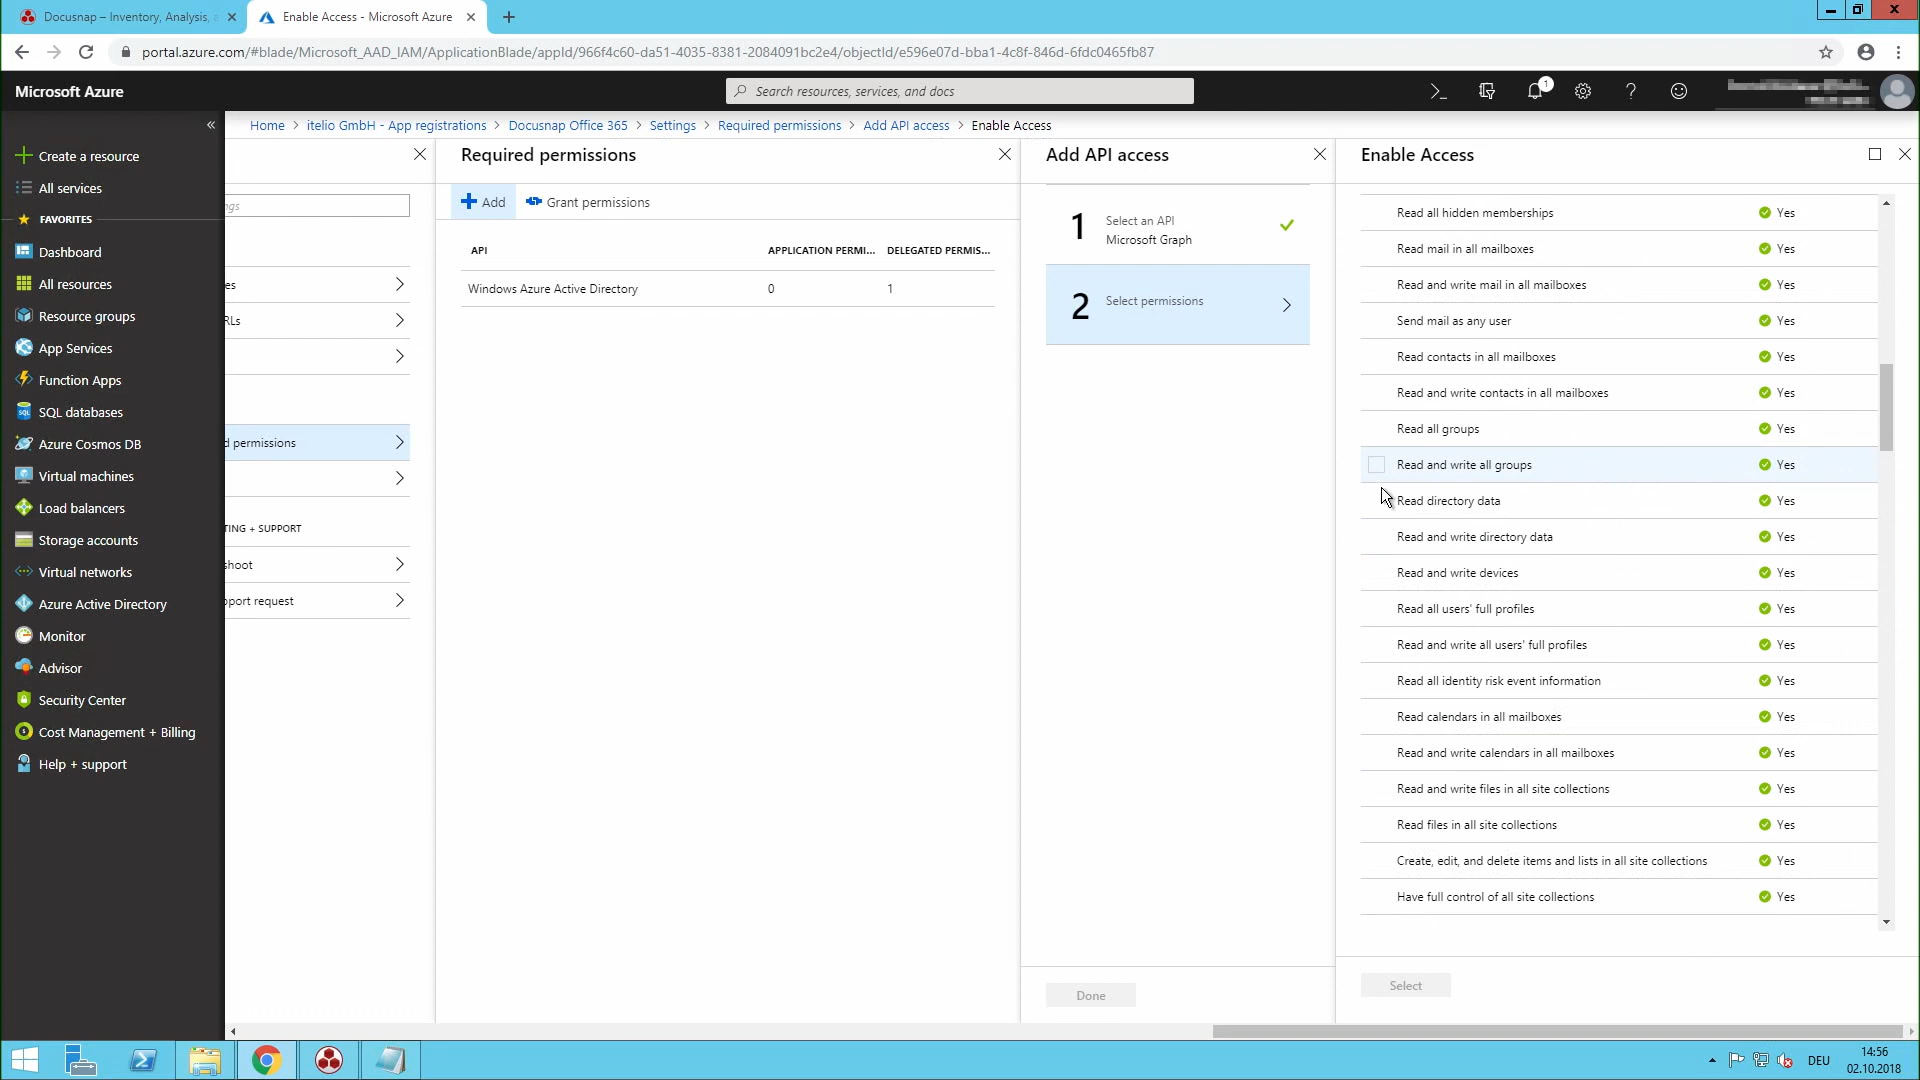 Docusnap – Inventory, Analysis,
Enable Access - Microsoft Azure
portal.azure.com/#blade/Microsoft_AAD_IAM/ApplicationBlade/appId/966f4c60-da51-4035-8381-2084091bc2e4/objectId/e596e07d-bba1-4c8f-846d-6fdc0465fb87
Microsoft Azure
Search resources, services, and docs
1
Home > itelio GmbH - App registrations > Docusnap Office 365 > Settings > Required permissions > Add API access > Enable Access
Create a resource
All services
FAVORITES
Dashboard
All resources
Resource groups
App Services
Function Apps
SQL databases
Azure Cosmos DB
Virtual machines
Load balancers
Storage accounts
Virtual networks
Azure Active Directory
Monitor
Advisor
Security Center
Cost Management + Billing
Help + support
ngs
es
RLs
d permissions
TING + SUPPORT
shoot
pport request
Required permissions
Add
Grant permissions
API
APPLICATION PERMI...
DELEGATED PERMIS...
Windows Azure Active Directory
0
1
Add API access
1
Select an API
Microsoft Graph
2
Select permissions
Done
Enable Access
Read all hidden memberships Yes
Read mail in all mailboxes Yes
Read and write mail in all mailboxes Yes
Send mail as any user Yes
Read contacts in all mailboxes Yes
Read and write contacts in all mailboxes Yes
Read all groups Yes
Read and write all groups Yes
Read directory data Yes
Read and write directory data Yes
Read and write devices Yes
Read all users' full profiles Yes
Read and write all users' full profiles Yes
Read all identity risk event information Yes
Read calendars in all mailboxes Yes
Read and write calendars in all mailboxes Yes
Read and write files in all site collections Yes
Read files in all site collections Yes
Create, edit, and delete items and lists in all site collections Yes
Have full control of all site collections Yes
Select
DEU
14:56
02.10.2018